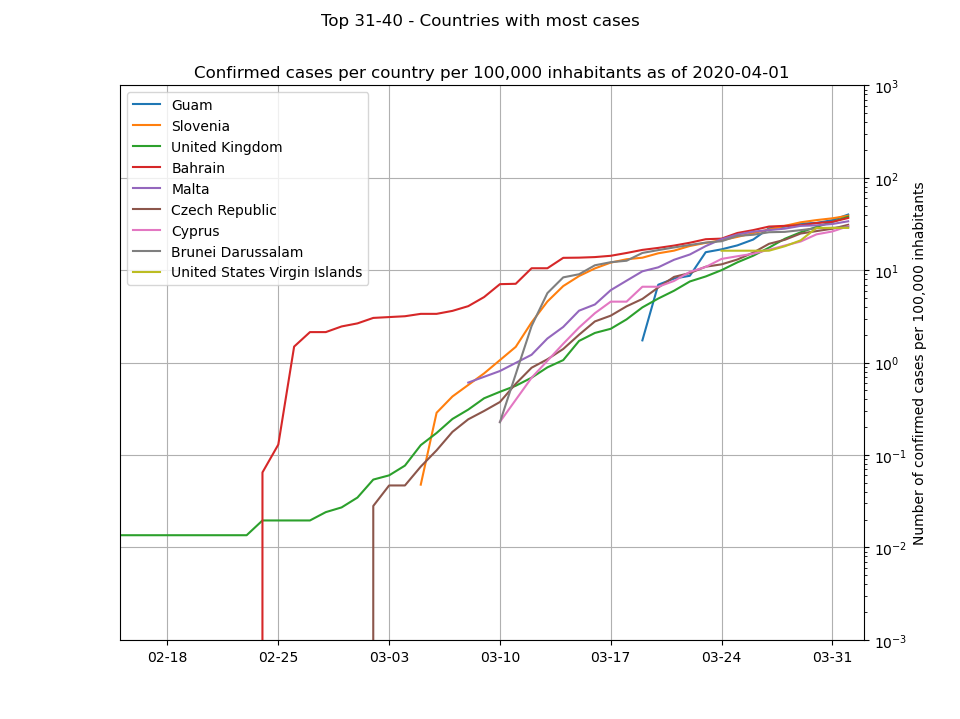 Top 31-40 - Countries with most cases
Confirmed cases per country per 100,000 inhabitants as of 2020-04-01
Guam
Slovenia
United Kingdom
Bahrain
Malta
Czech Republic
Cyprus
Brunei Darussalam
United States Virgin Islands
10³
10²
10¹
10⁰
10⁻¹
10⁻²
10⁻³
Number of confirmed cases per 100,000 inhabitants
02-18 02-25 03-03 03-10 03-17 03-24 03-31